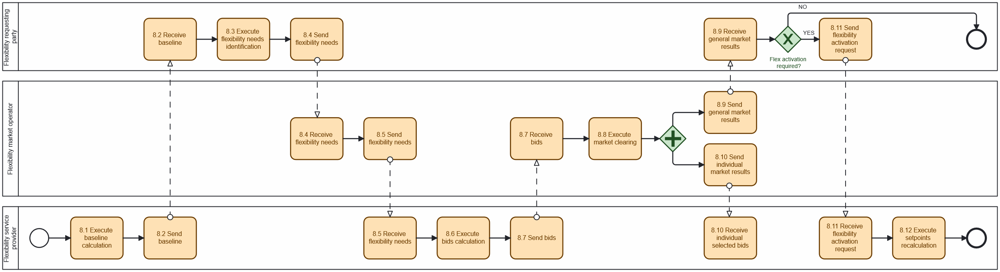 Flexibility requesting
party
NO
8.2 Receive
baseline
8.3 Execute
flexibility needs
identification
8.4 Send
flexibility needs
8.9 Receive
general market
results
X
Flex activation
required?
YES
8.11 Send
flexibility
activation
request
Flexibility market operator
8.4 Receive
flexibility needs
8.5 Send
flexibility needs
8.7 Receive
bids
8.8 Execute
market clearing
8.9 Send
general market
results
8.10 Send
individual
market results
Flexibility service
provider
8.1 Execute
baseline
calculation
8.2 Send
baseline
8.5 Receive
flexibility needs
8.6 Execute
bids calculation
8.7 Send bids
8.10 Receive
individual
selected bids
8.11 Receive
flexibility
activation
request
8.12 Execute
setpoints
recalculation